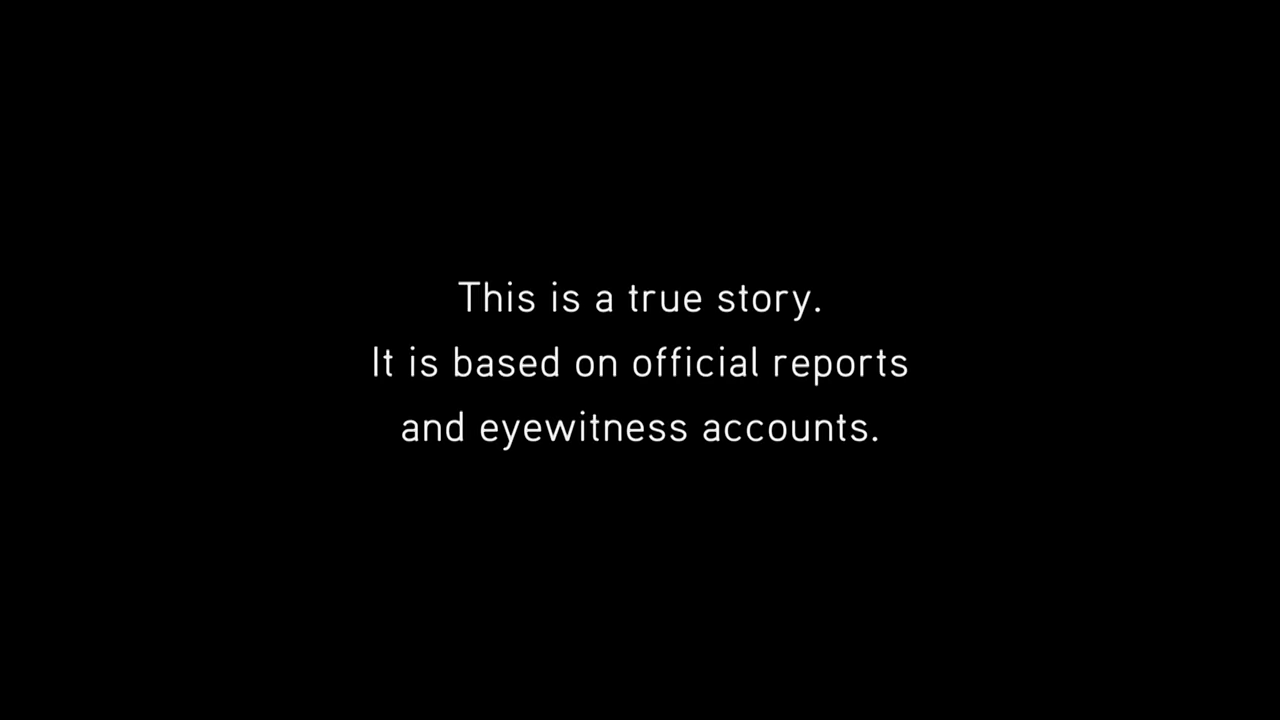 This is a true story.
It is based on official reports
and eyewitness accounts.